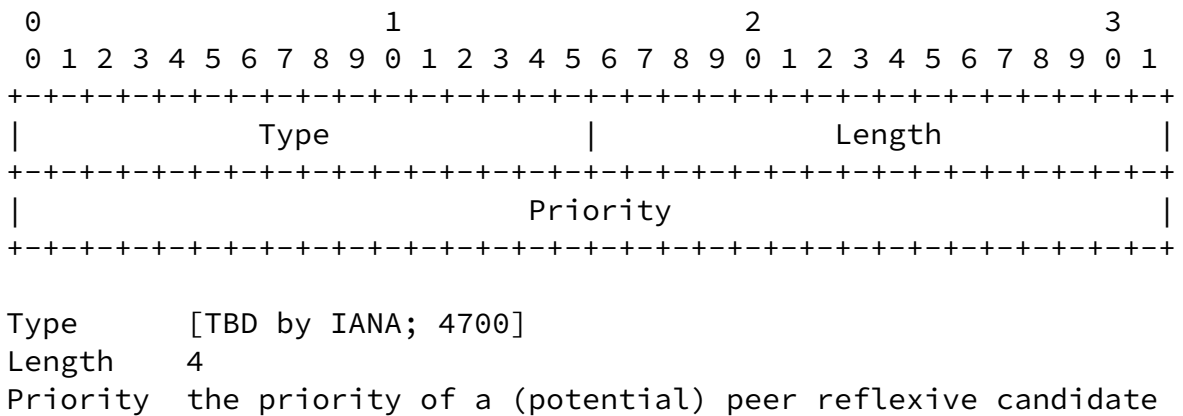 0                   1                   2                   3
 0 1 2 3 4 5 6 7 8 9 0 1 2 3 4 5 6 7 8 9 0 1 2 3 4 5 6 7 8 9 0 1
+-+-+-+-+-+-+-+-+-+-+-+-+-+-+-+-+-+-+-+-+-+-+-+-+-+-+-+-+-+-+-+-+
|             Type              |             Length            |
+-+-+-+-+-+-+-+-+-+-+-+-+-+-+-+-+-+-+-+-+-+-+-+-+-+-+-+-+-+-+-+-+
|                            Priority                           |
+-+-+-+-+-+-+-+-+-+-+-+-+-+-+-+-+-+-+-+-+-+-+-+-+-+-+-+-+-+-+-+-+

Type      [TBD by IANA; 4700]
Length    4
Priority  the priority of a (potential) peer reflexive candidate